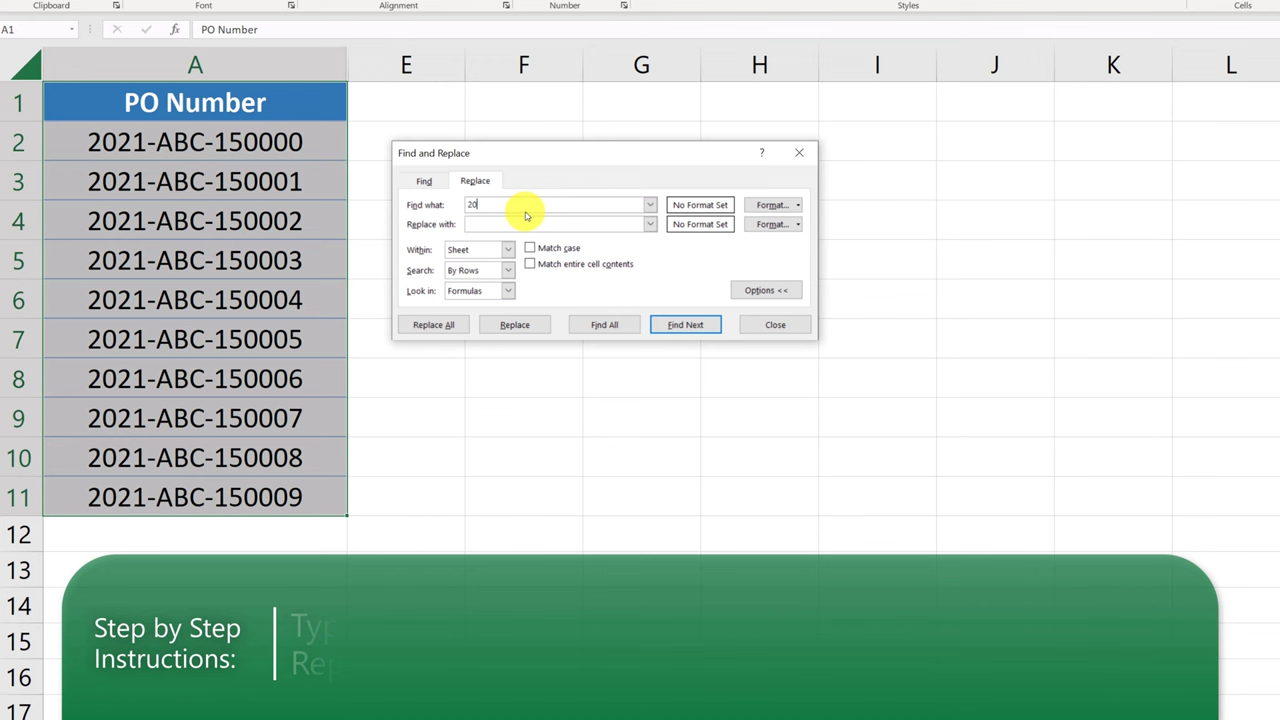 Clipboard Font Alignment Number Styles Cells
A1 fx PO Number
A E F G H I J K L
1 PO Number
2 2021-ABC-150000
3 2021-ABC-150001
4 2021-ABC-150002
5 2021-ABC-150003
6 2021-ABC-150004
7 2021-ABC-150005
8 2021-ABC-150006
9 2021-ABC-150007
10 2021-ABC-150008
11 2021-ABC-150009
12
13
14
15
16
17
Find and Replace ?
Find Replace
Find what: 20 No Format Set Format...
Replace with: No Format Set Format...
Within: Sheet Match case
Search: By Rows Match entire cell contents
Look in: Formulas Options <<
Replace All Replace Find All Find Next Close
Step by Step
Instructions:
Typ
Rep